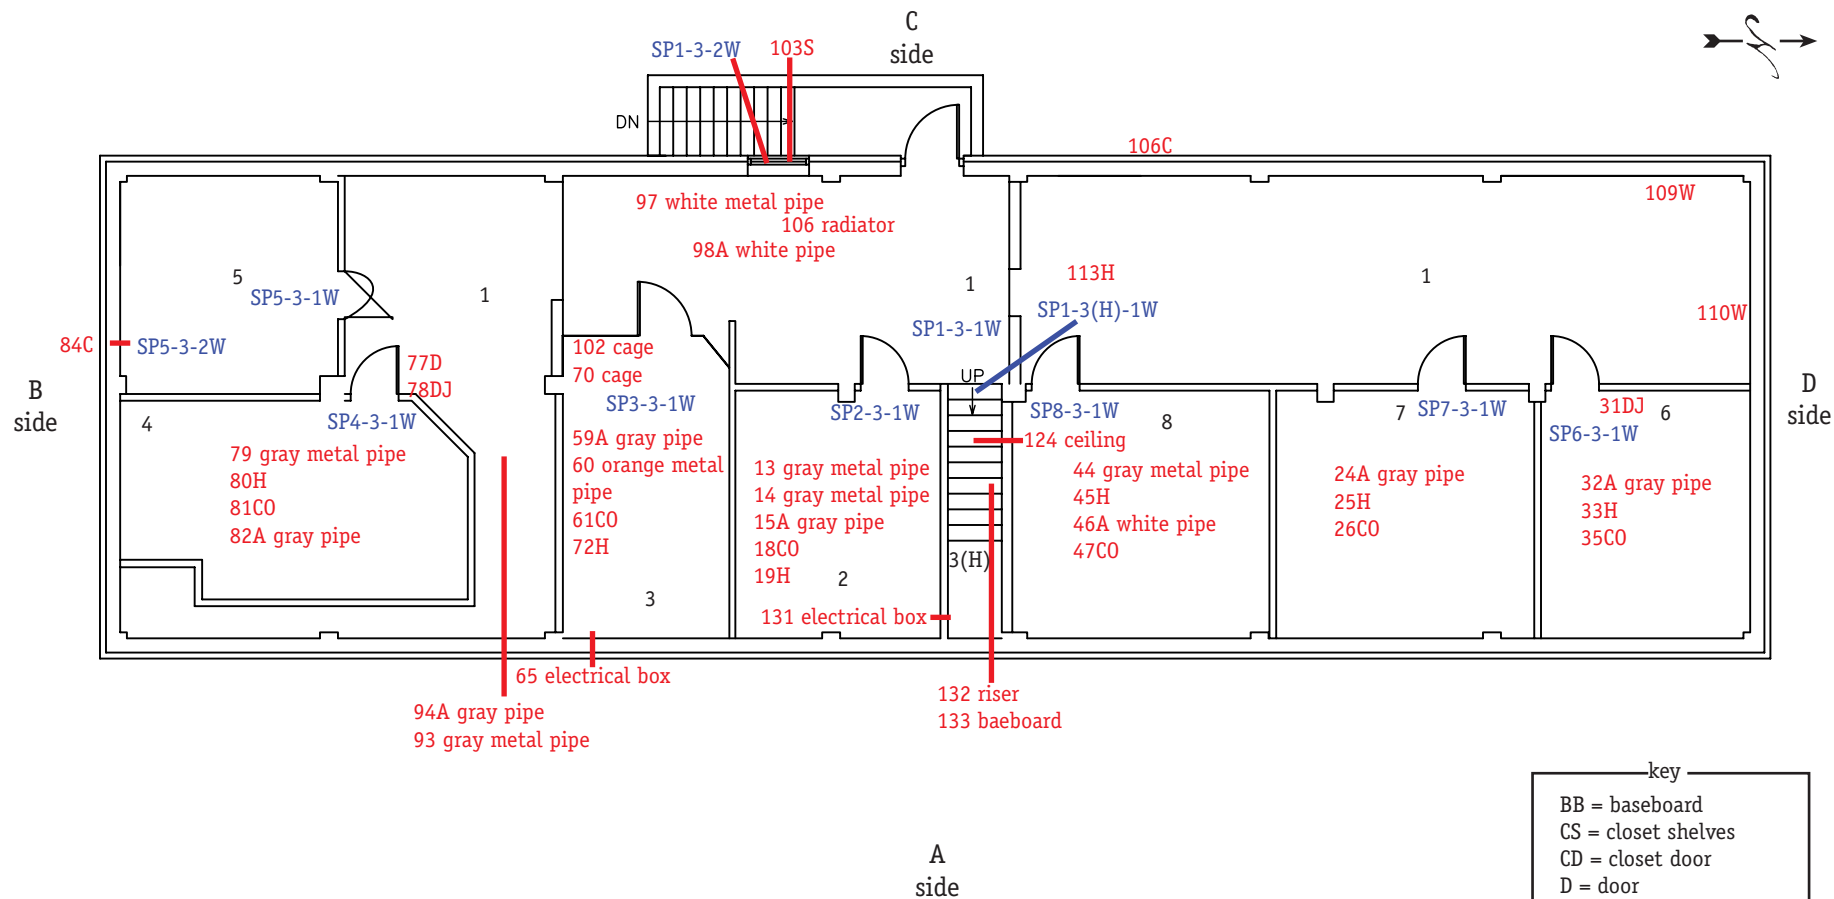 C
side
SP1-3-2W
103S
DN
106C
97 white metal pipe
106 radiator
98A white pipe
109W
5
SP5-3-1W
1
1
SP1-3-1W
113H
SP1-3(H)-1W
1
110W
84C
SP5-3-2W
77D
78DJ
102 cage
70 cage
SP3-3-1W
UP
B
side
D
side
4
SP4-3-1W
SP2-3-1W
SP8-3-1W
8
7
SP7-3-1W
31DJ
6
SP6-3-1W
79 gray metal pipe
80H
81CO
82A gray pipe
59A gray pipe
60 orange metal
pipe
61CO
72H
3
13 gray metal pipe
14 gray metal pipe
15A gray pipe
18CO
19H
2
124 ceiling
3(H)
44 gray metal pipe
45H
46A white pipe
47CO
24A gray pipe
25H
26CO
32A gray pipe
33H
35CO
131 electrical box
65 electrical box
94A gray pipe
93 gray metal pipe
132 riser
133 baeboard
A
side
key
BB = baseboard
CS = closet shelves
CD = closet door
D = door